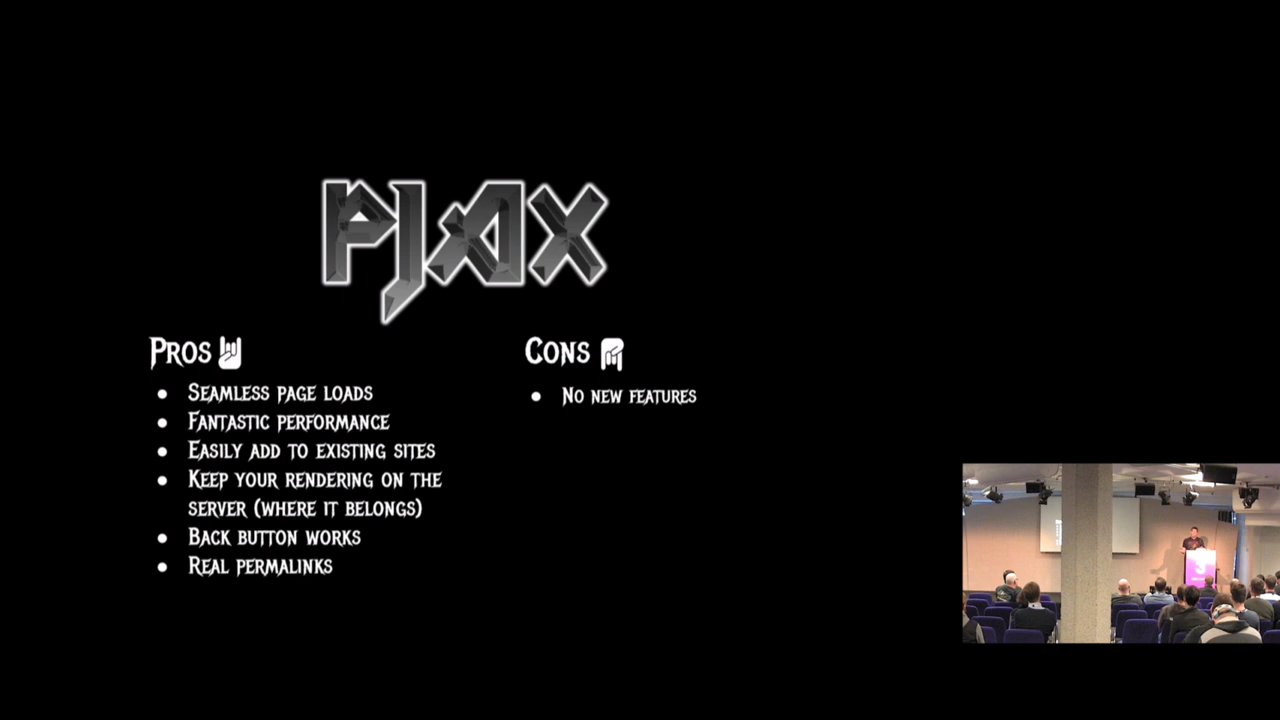 PJAX
Pros
Cons
Seamless page loads
Fantastic performance
Easily add to existing sites
Keep your rendering on the
server (where it belongs)
Back button works
Real permalinks
No new features